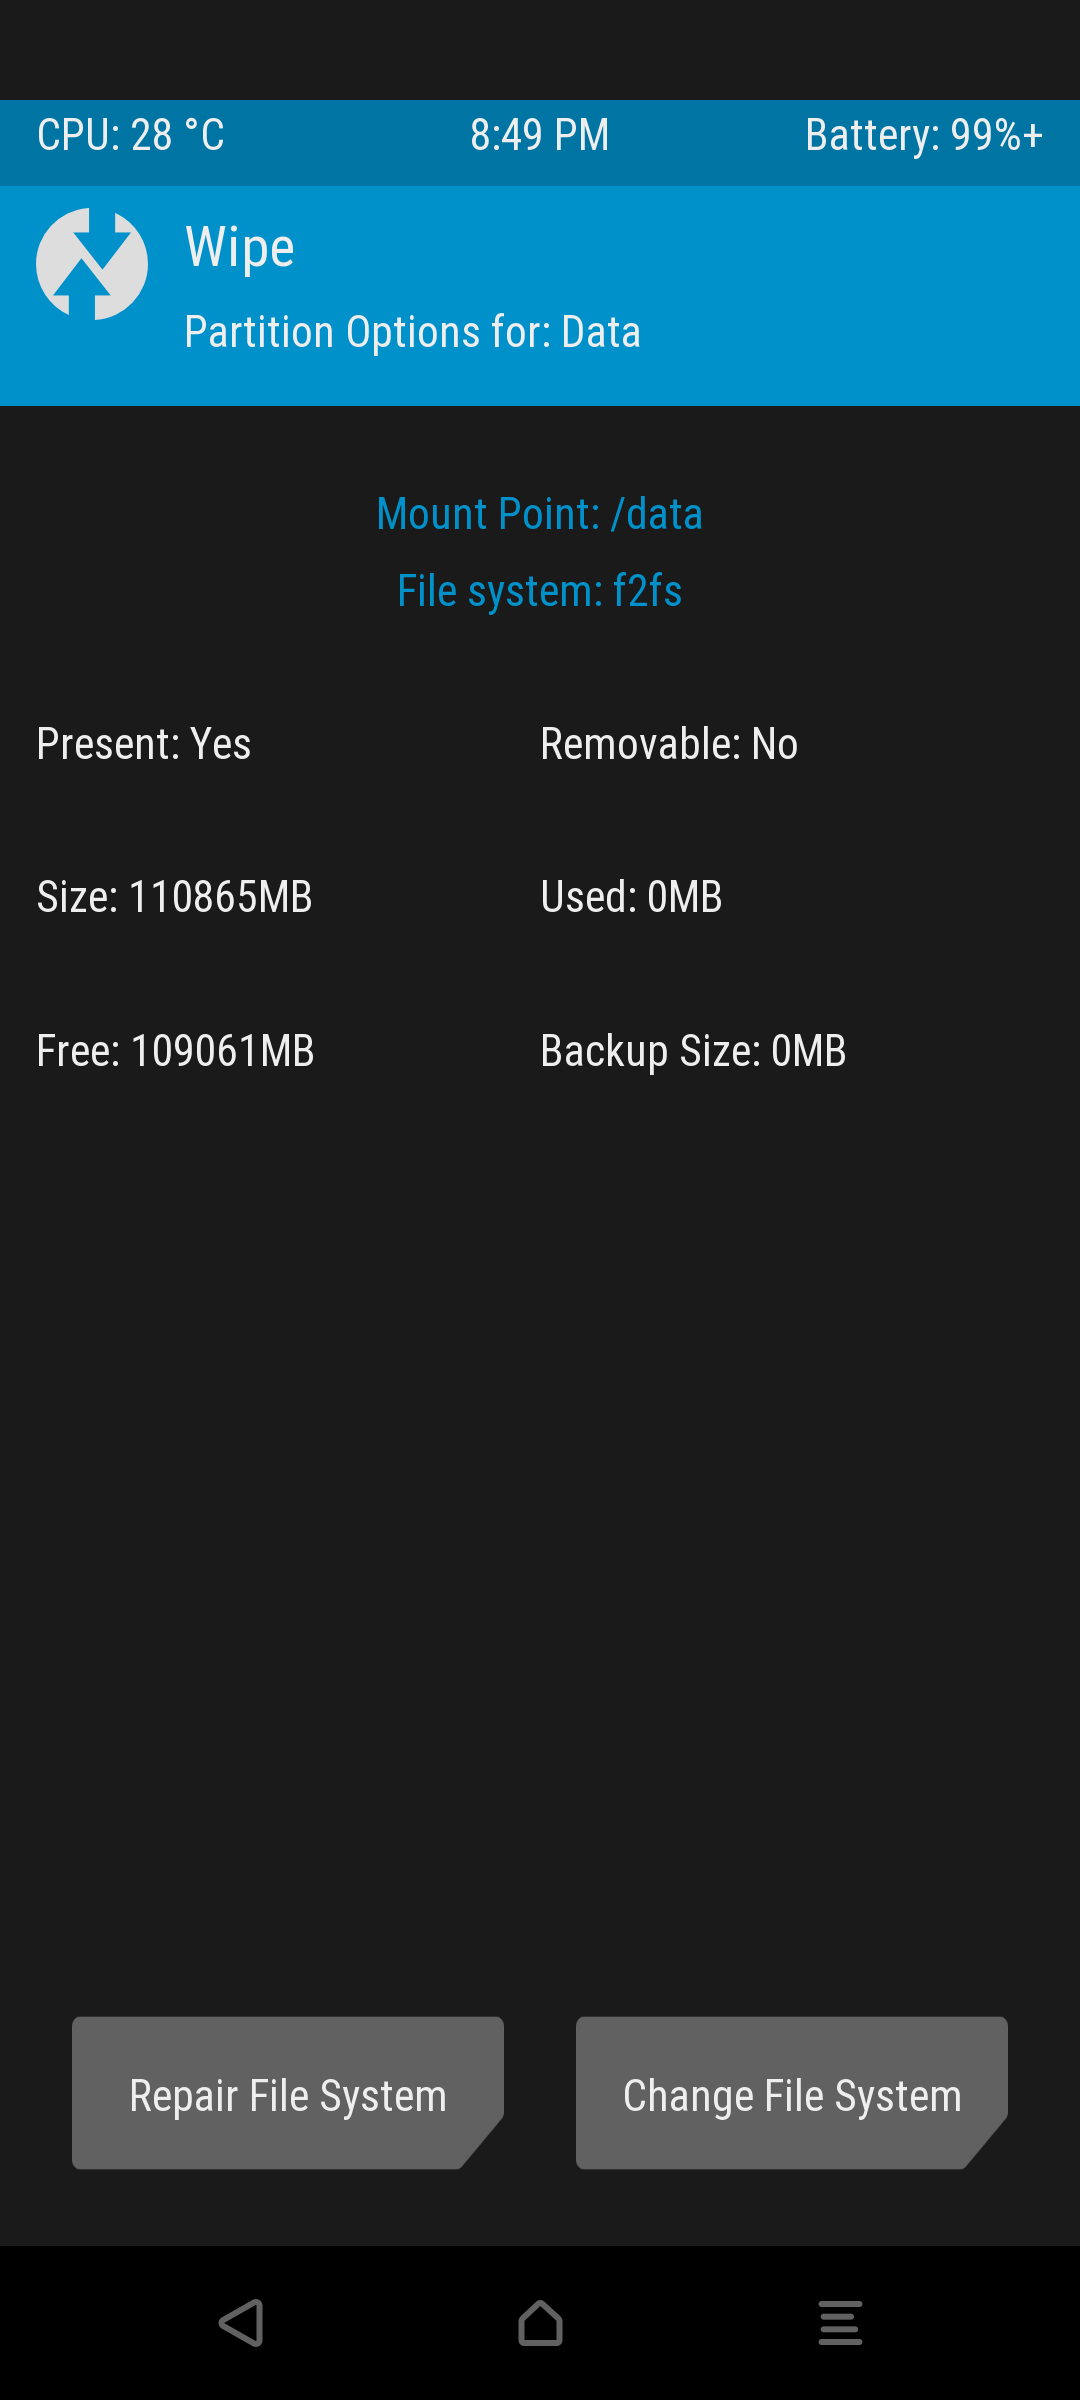 CPU: 28 °C 8:49 PM Battery: 99%+
Wipe
Partition Options for: Data
Mount Point: /data
File system: f2fs
Present: Yes Removable: No
Size: 110865MB Used: 0MB
Free: 109061MB Backup Size: 0MB
Repair File System Change File System